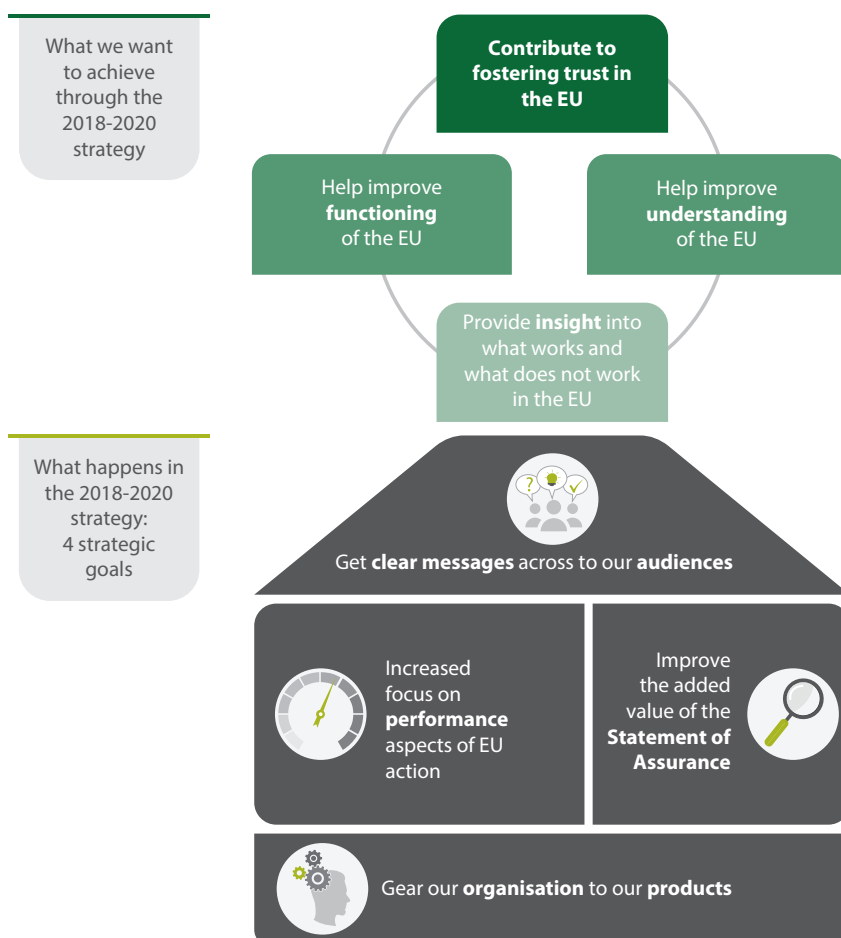 What we want
to achieve
through the
2018-2020
strategy
Contribute to
fostering trust in
the EU
Help improve
functioning
of the EU
Help improve
understanding
of the EU
Provide insight into
what works and
what does not work
in the EU
What happens in
the 2018-2020
strategy:
4 strategic
goals
?
Get clear messages across to our audiences
Increased
focus on
performance
aspects of EU
action
Improve
the added
value of the
Statement of
Assurance
Gear our organisation to our products